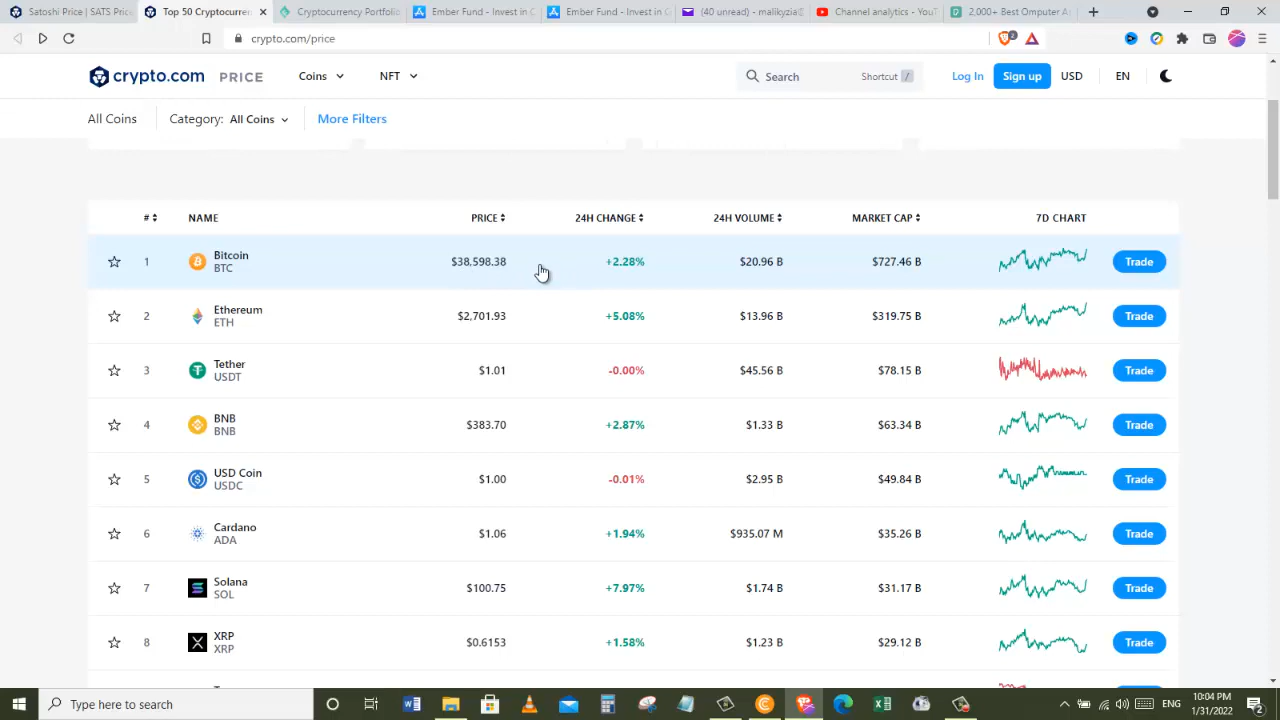 Satoshi Price | SATS Price
Top 50 Cryptocurren
Cryptocurrency Portfolio
Ember Fund - Invest in C
Ember Fund - Invest in C
(40 unread) - malikyzia
Channel analytics - YouT
2,000+ Best Omputer A
crypto.com/price
2
crypto.com PRICE
Coins
NFT
Search
Shortcut /
Log In
Sign up
USD
EN
All Coins
Category: All Coins
More Filters
# NAME PRICE 24H CHANGE 24H VOLUME MARKET CAP 7D CHART
1 Bitcoin BTC $38,598.38 +2.28% $20.96 B $727.46 B Trade
2 Ethereum ETH $2,701.93 +5.08% $13.96 B $319.75 B Trade
3 Tether USDT $1.01 -0.00% $45.56 B $78.15 B Trade
4 BNB BNB $383.70 +2.87% $1.33 B $63.34 B Trade
5 USD Coin USDC $1.00 -0.01% $2.95 B $49.84 B Trade
6 Cardano ADA $1.06 +1.94% $935.07 M $35.26 B Trade
7 Solana SOL $100.75 +7.97% $1.74 B $31.17 B Trade
8 XRP XRP $0.6153 +1.58% $1.23 B $29.12 B Trade
Type here to search
ENG
10:04 PM
1/31/2022
2